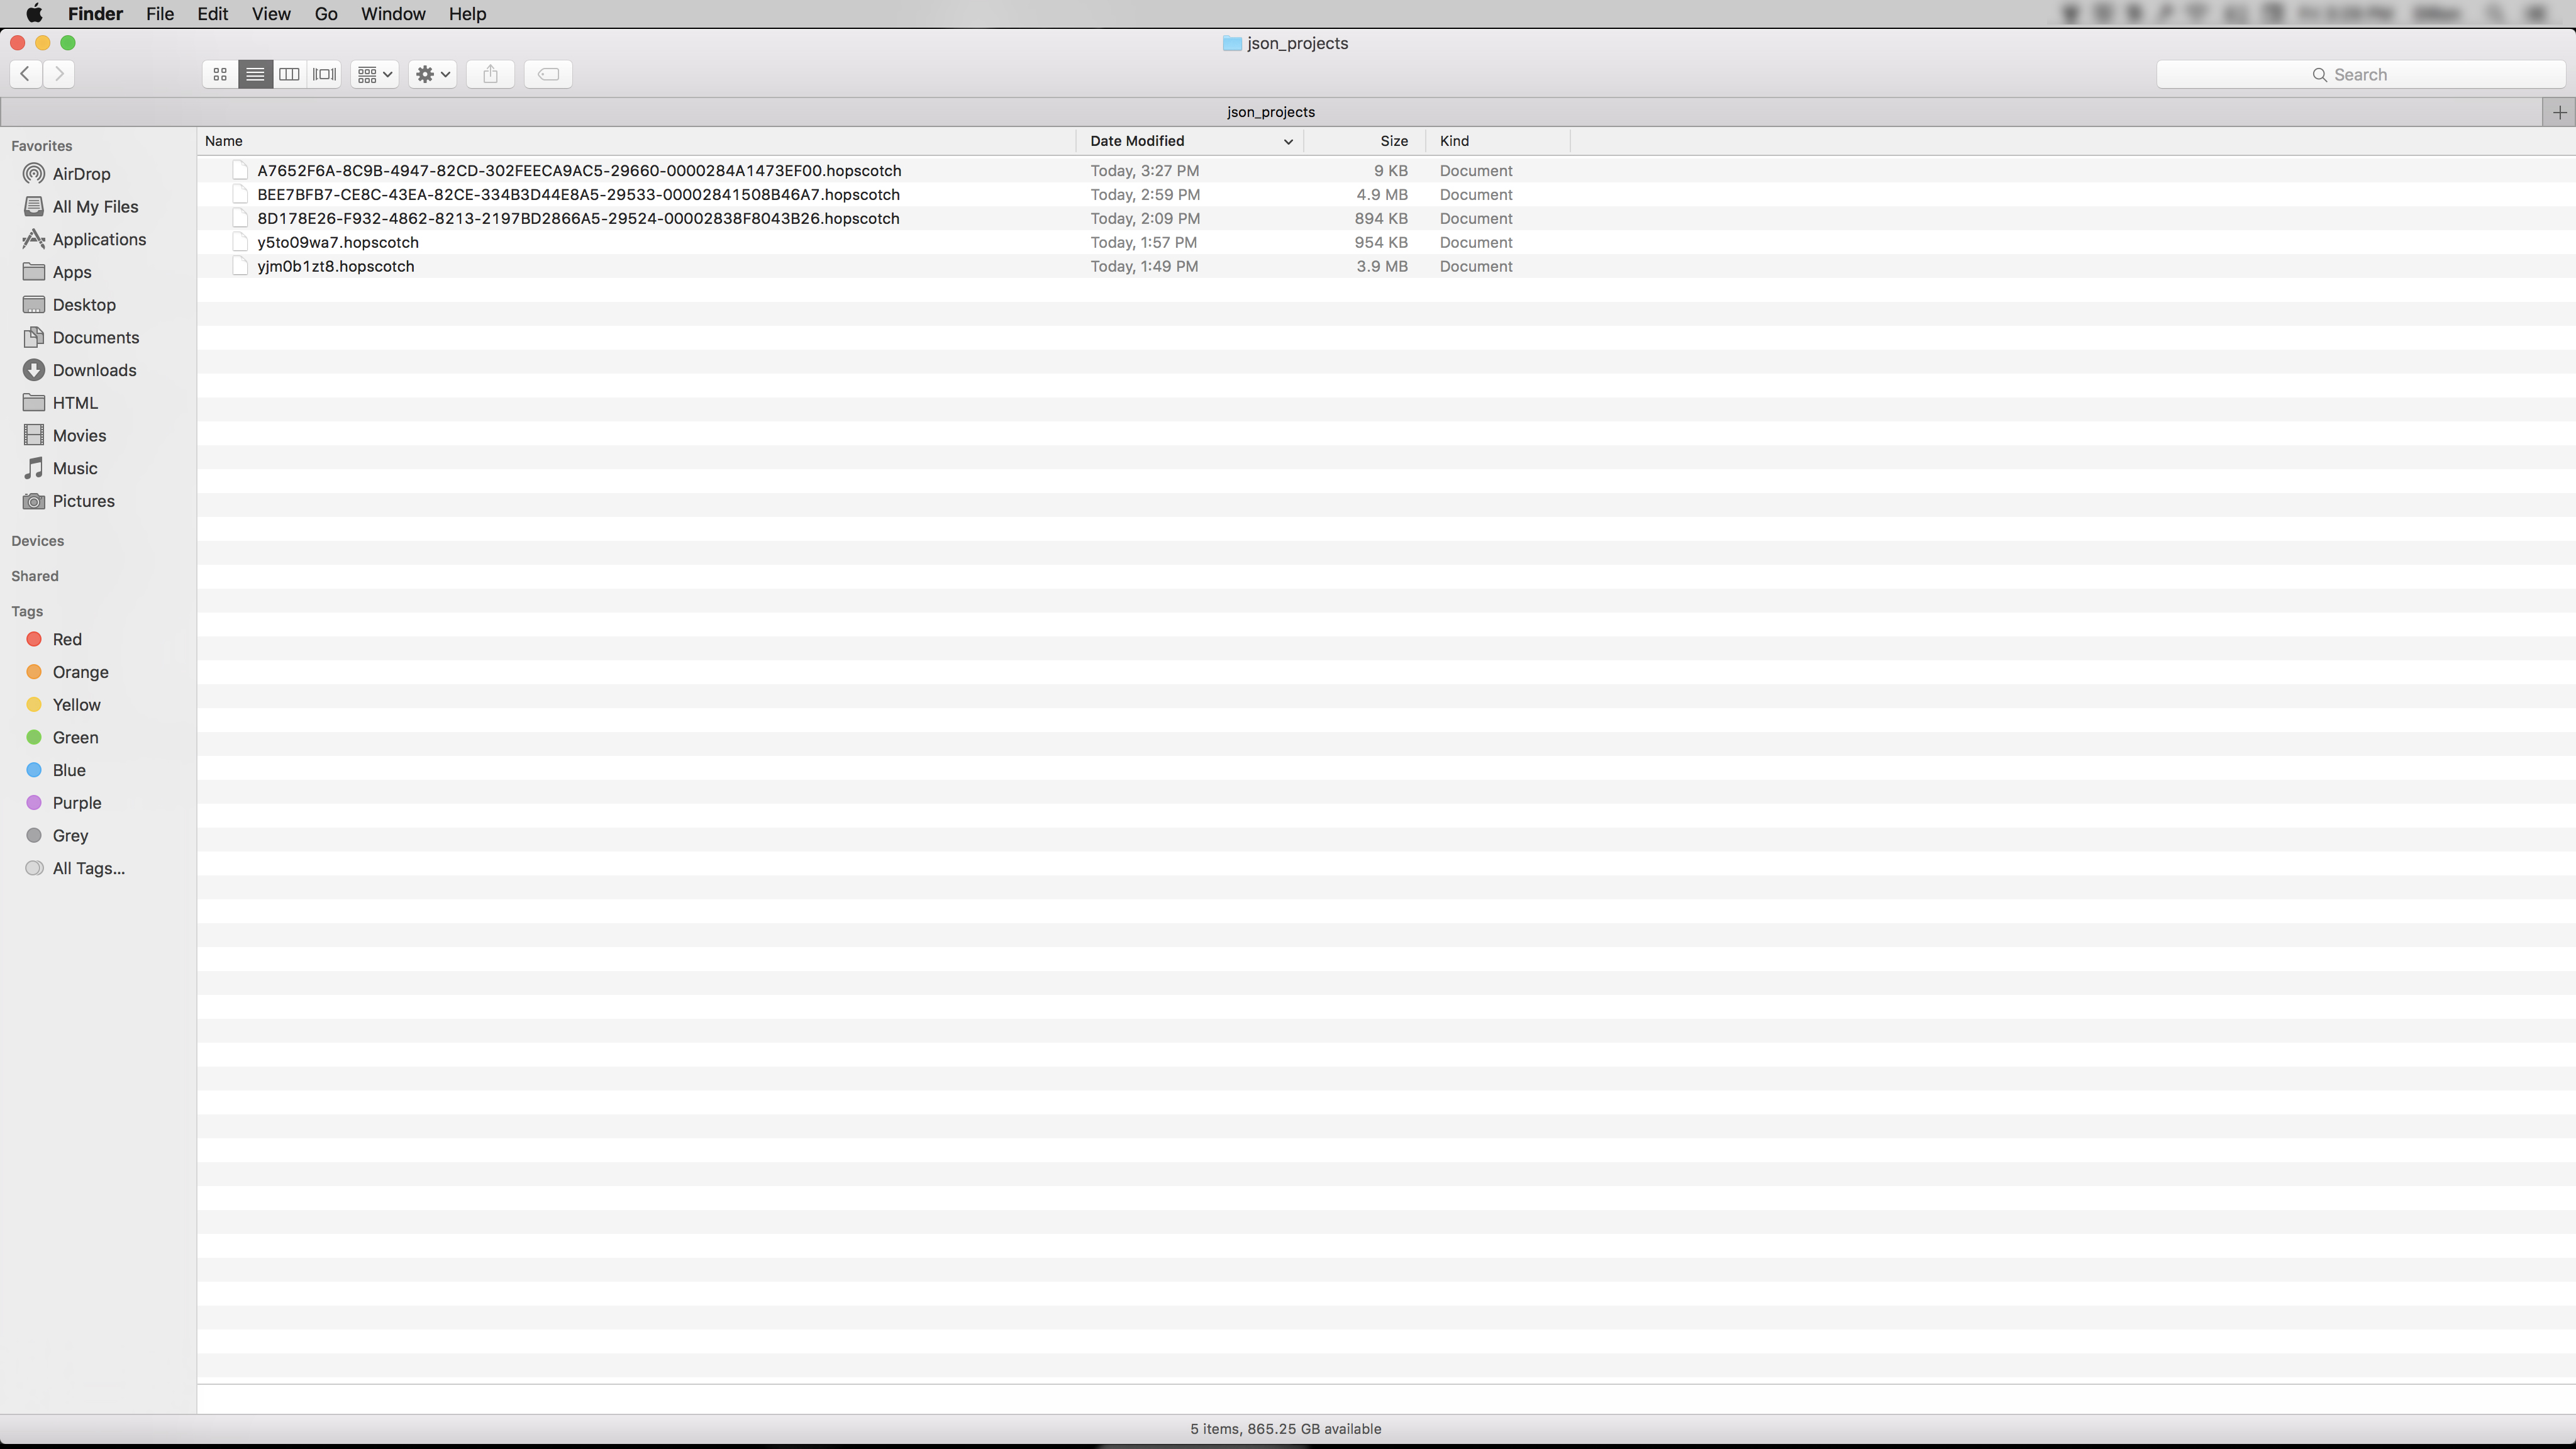 Finder File Edit View Go Window Help
json_projects
Search
json_projects
Name Date Modified Size Kind
Favorites
AirDrop
All My Files
Applications
Apps
Desktop
Documents
Downloads
HTML
Movies
Music
Pictures
Devices
Shared
Tags
Red
Orange
Yellow
Green
Blue
Purple
Grey
All Tags...
A7652F6A-8C9B-4947-82CD-302FEECA9AC5-29660-0000284A1473EF00.hopscotch Today, 3:27 PM 9 KB Document
BEE7BFB7-CE8C-43EA-82CE-334B3D44E8A5-29533-00002841508B46A7.hopscotch Today, 2:59 PM 4.9 MB Document
8D178E26-F932-4862-8213-2197BD2866A5-29524-00002838F8043B26.hopscotch Today, 2:09 PM 894 KB Document
y5to09wa7.hopscotch Today, 1:57 PM 954 KB Document
yjm0b1zt8.hopscotch Today, 1:49 PM 3.9 MB Document
5 items, 865.25 GB available